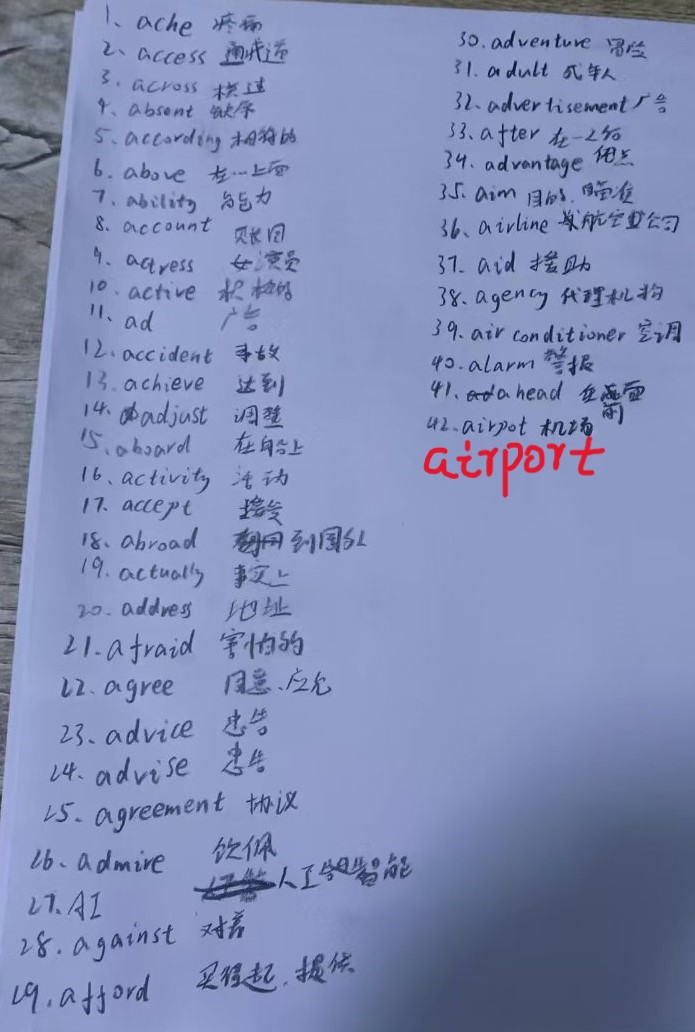 1、ache 疼痛
2、access 通道
3、across 横过
4、absent 缺席
5、according 相符的
6、above 在…上面
7、ability 能力
8、account 账目
9、actress 女演员
10、active 积极的
11、ad 广告
12、accident 事故
13、achieve 达到
14、adjust 调整
15、aboard 在船上
16、activity 活动
17、accept 接受
18、abroad 到国外
19、actually 事实上
20、address 地址
21、afraid 害怕的
22、agree 同意、应允
23、advice 忠告
24、advise 忠告
25、agreement 协议
26、admire 钦佩
27、AI 人工智能
28、against 对着
29、afford 买得起、提供
30、adventure 冒险
31、adult 成年人
32、advertisement 广告
33、after 在…之后
34、advantage 优点
35、aim 目的、瞄准
36、airline 航空公司
37、aid 援助
38、agency 代理机构
39、air conditioner 空调
40、alarm 警报
41、ahead 在前面
42、airpot 机场
airport